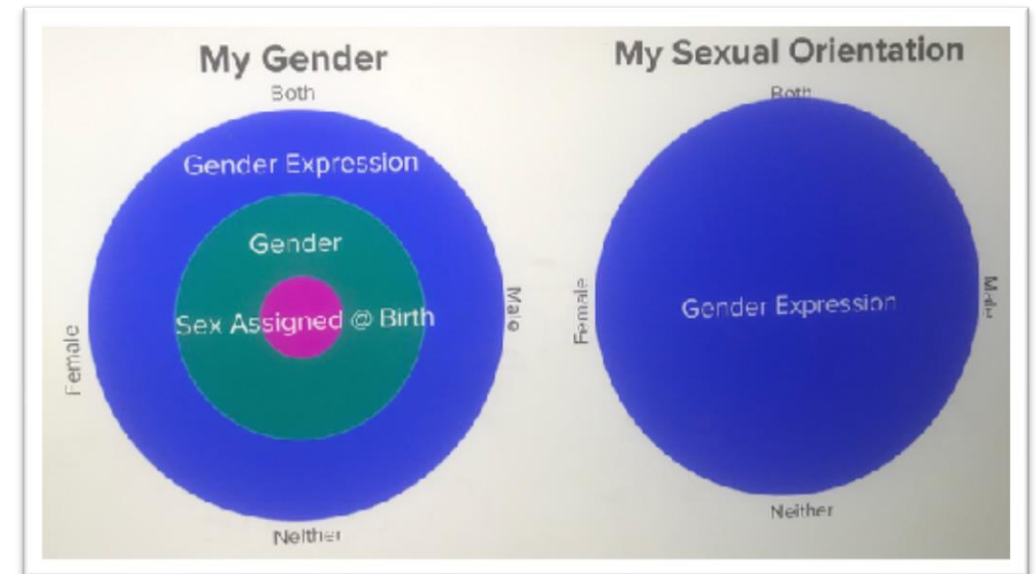 My Gender
Both
Gender Expression
Gender
Sex Assigned @ Birth
Female
Male
Neither
My Sexual Orientation
Both
Gender Expression
Female
Male
Neither